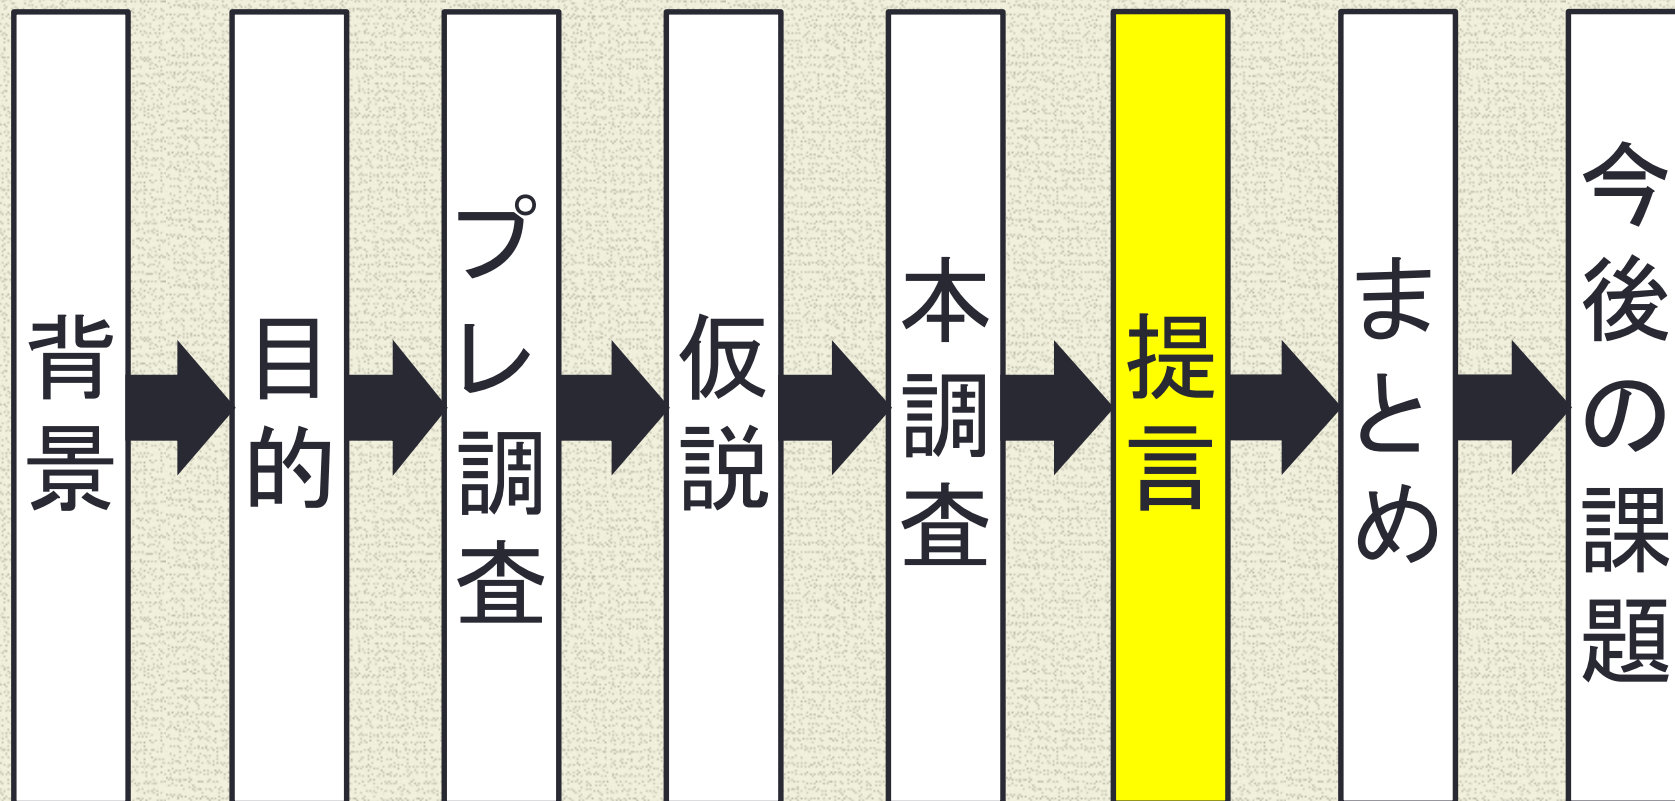 背景
目的
プレ調査
仮説
本調査
提言
まとめ
今後の課題